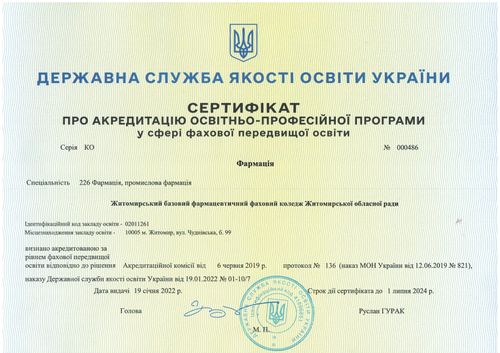 ДЕРЖАВНА СЛУЖБА ЯКОСТІ ОСВІТИ УКРАЇНИ
СЕРТИФІКАТ
ПРО АКРЕДИТАЦІЮ ОСВІТНЬО-ПРОФЕСІЙНОЇ ПРОГРАМИ
у сфері фахової передвищої освіти
Серія КО № 000486
Фармація
Спеціальність 226 Фармація, промислова фармація
Житомирський базовий фармацевтичний фаховий коледж Житомирської обласної ради
Ідентифікаційний код закладу освіти - 02011261
Місцезнаходження закладу освіти - 10005 м. Житомир, вул. Чуднівська, б. 99
визнано акредитованою за
рівнем фахової передвищої
освіти відповідно до рішення Акредитаційної комісії від 6 червня 2019 р. протокол № 136 (наказ МОН України від 12.06.2019 № 821),
наказу Державної служби якості освіти України від 19.01.2022 № 01-10/7
Дата видачі 19 січня 2022 р. Строк дії сертифіката до 1 липня 2024 р.
Голова Руслан ГУРАК
М. П.